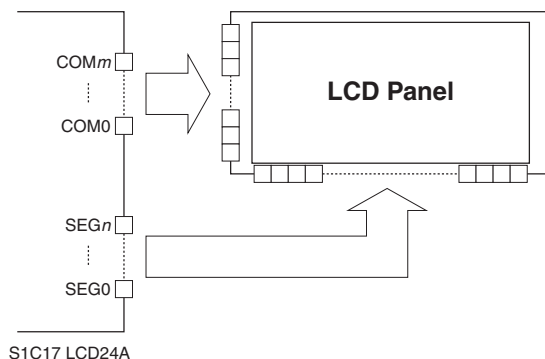 COMm
LCD Panel
COM0
SEGn
SEG0
S1C17 LCD24A